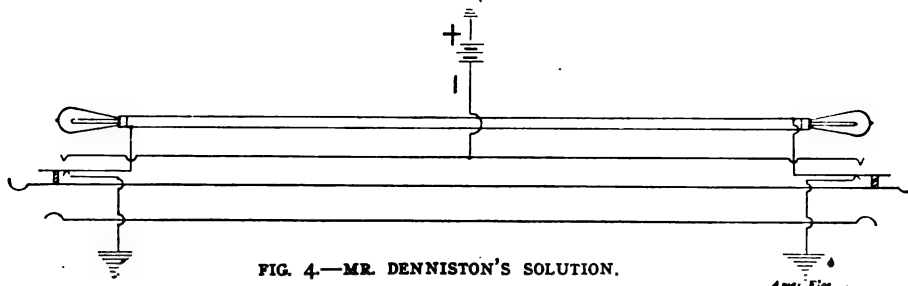 +
−
FIG. 4.—MR. DENNISTON'S SOLUTION.